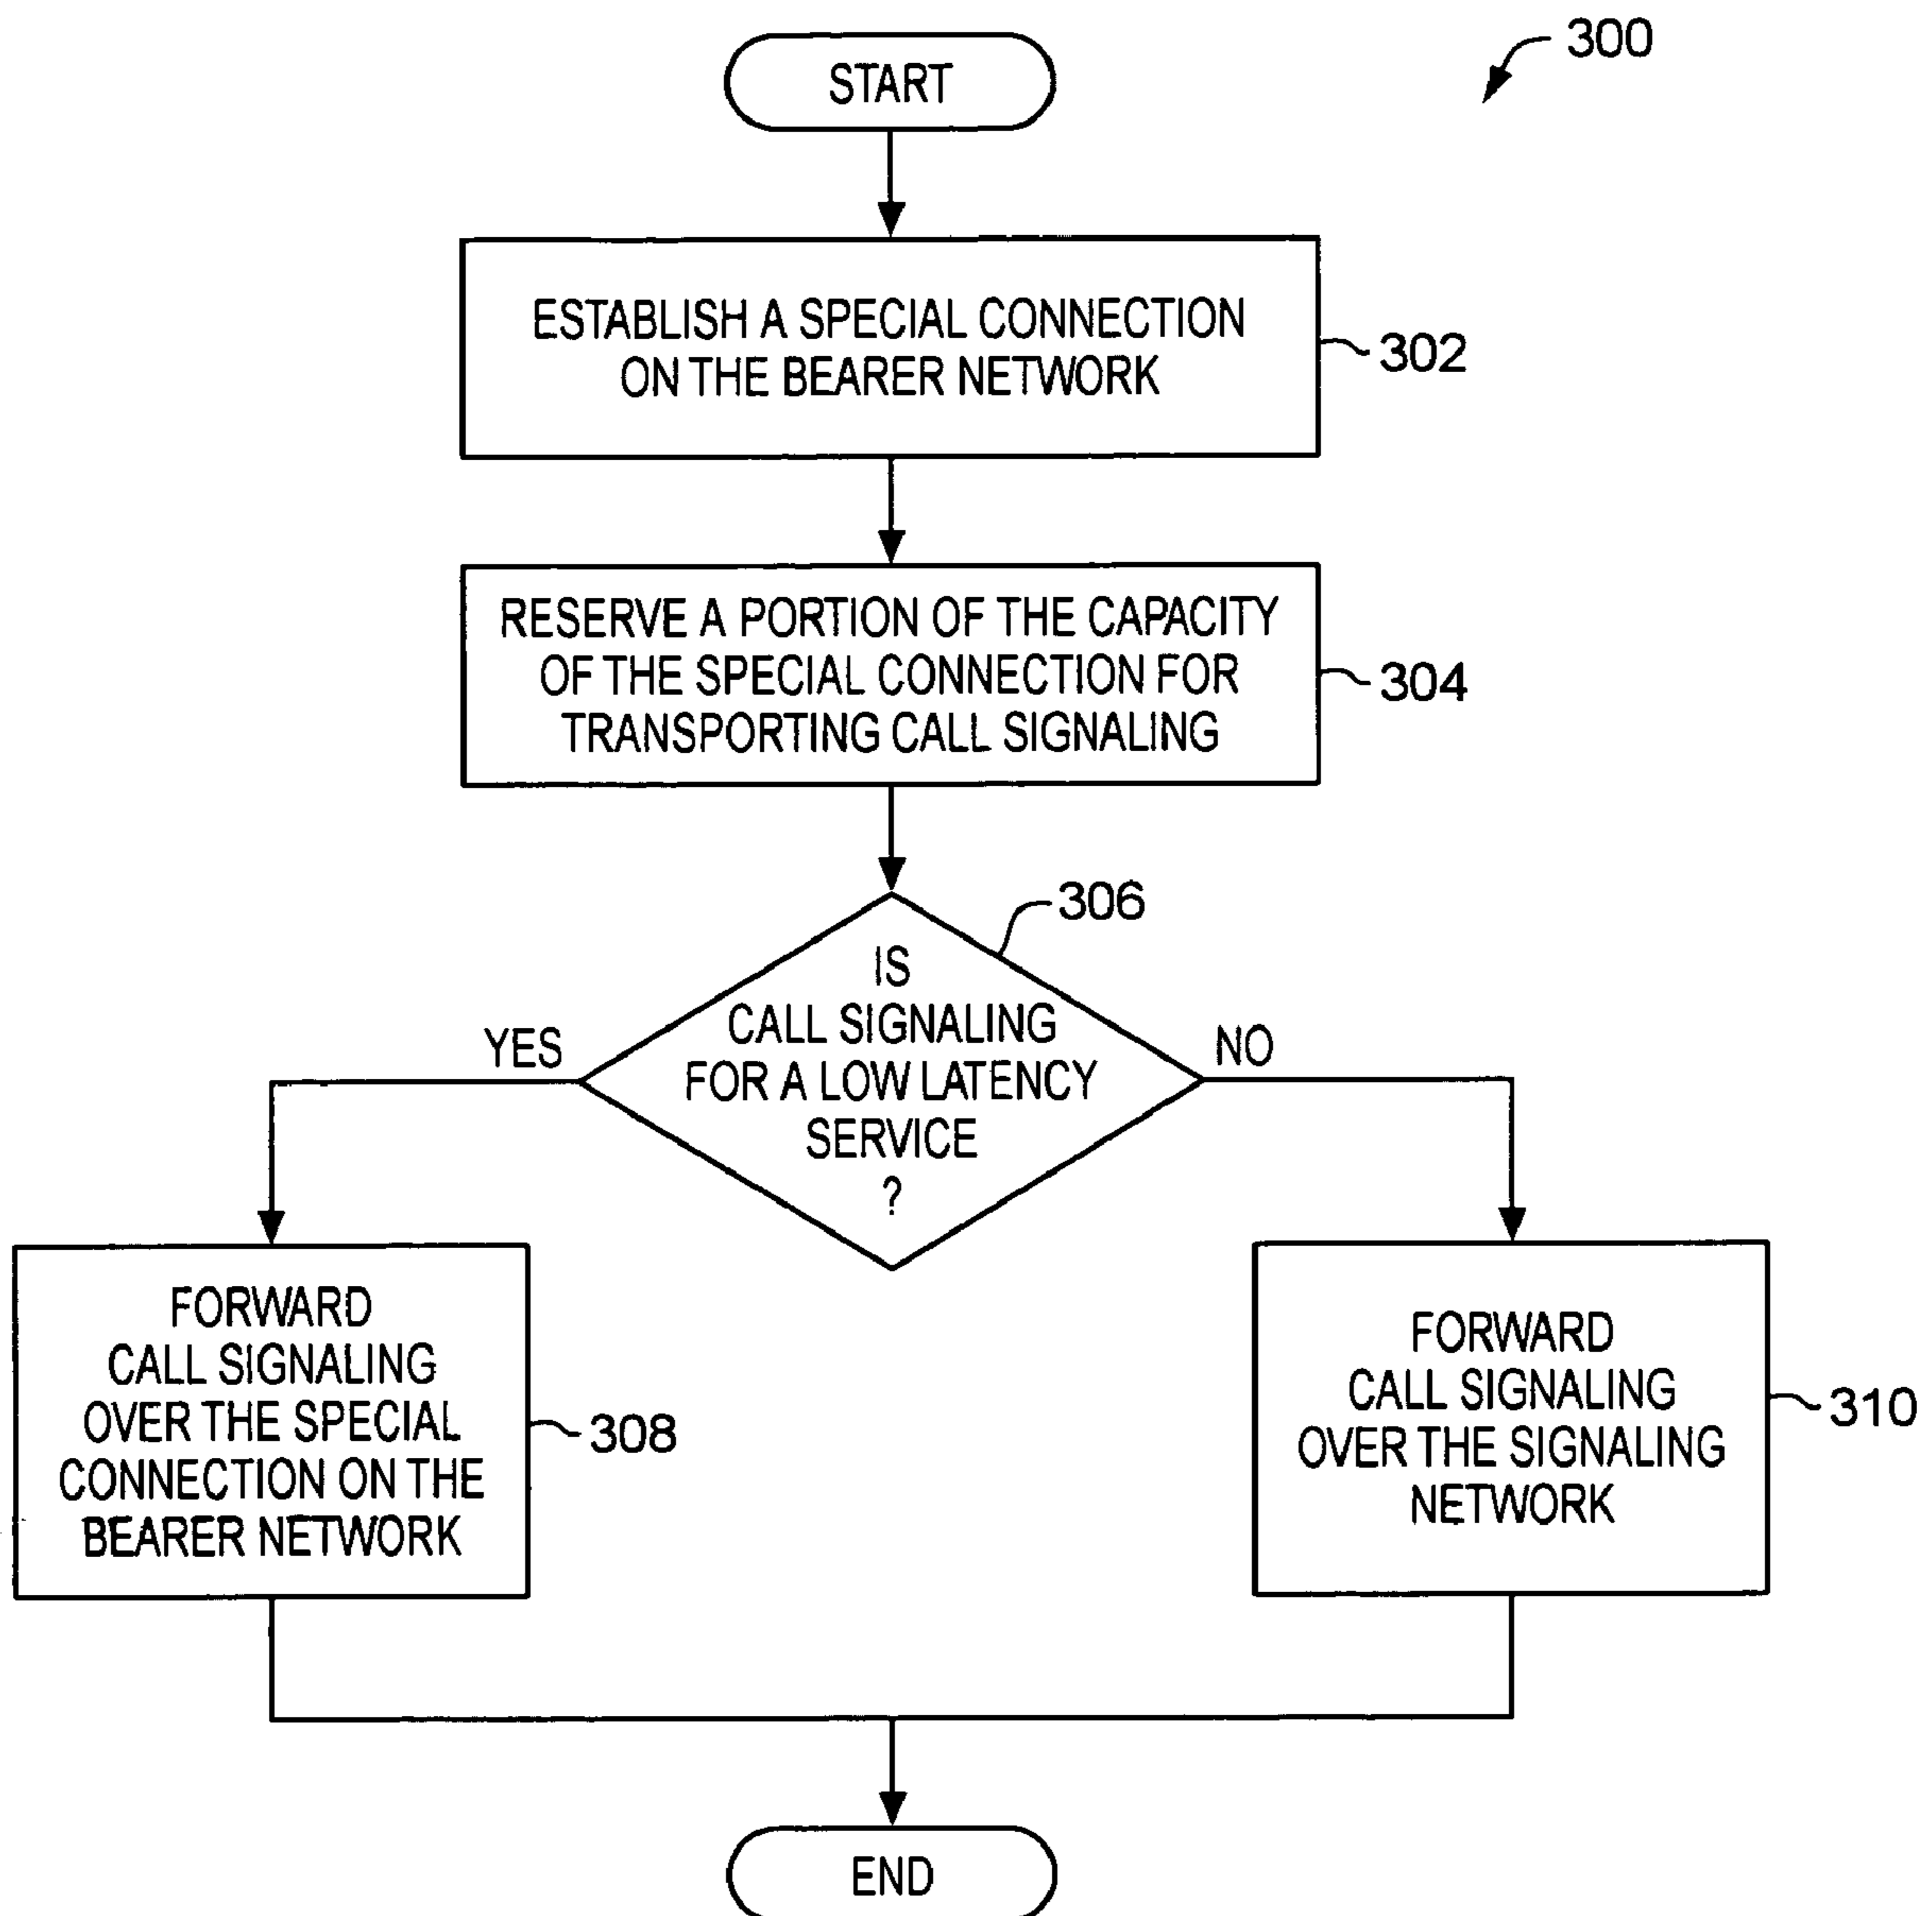 300
START
ESTABLISH A SPECIAL CONNECTION
ON THE BEARER NETWORK
302
RESERVE A PORTION OF THE CAPACITY
OF THE SPECIAL CONNECTION FOR
TRANSPORTING CALL SIGNALING
304
306
IS
CALL SIGNALING
FOR A LOW LATENCY
SERVICE
?
YES
NO
FORWARD
CALL SIGNALING
OVER THE SPECIAL
CONNECTION ON THE
BEARER NETWORK
308
FORWARD
CALL SIGNALING
OVER THE SIGNALING
NETWORK
310
END